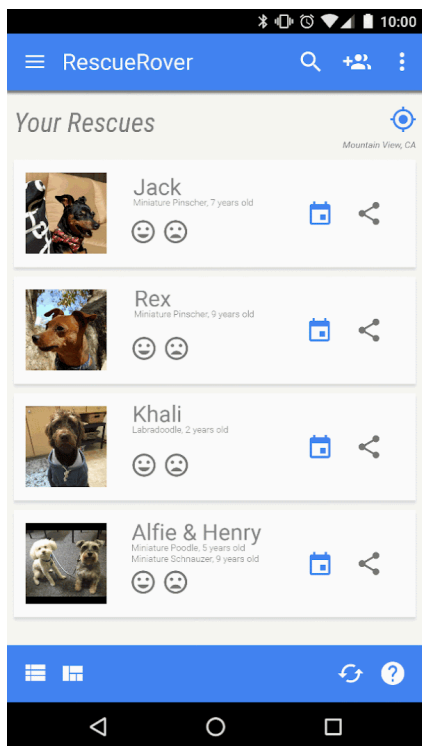 10:00
RescueRover
Your Rescues
Mountain View, CA
Jack
Miniature Pinscher, 7 years old
Rex
Miniature Pinscher, 9 years old
Khali
Labradoodle, 2 years old
Alfie & Henry
Miniature Poodle, 5 years old
Miniature Schnauzer, 9 years old